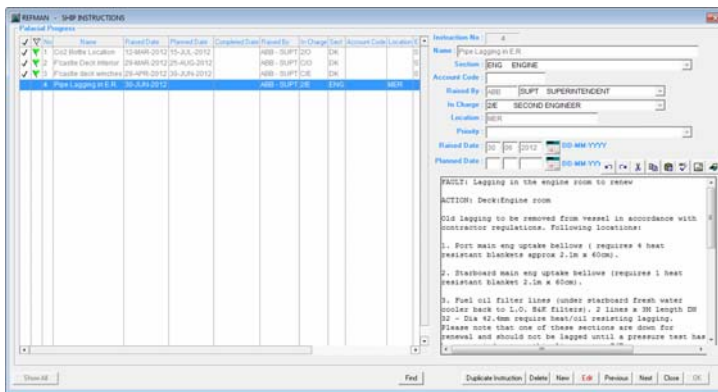 REFMAN - SHIP INSTRUCTIONS
Palacial Progress
No Name Raised Date Planned Date Completed Date Raised By In Charge Sect Account Code Location
1 Co2 Bottle Location 12-MAR-2012 15-JUL-2012 ABB - SUPT 2/O DK
2 F'castle Deck Interior 29-MAR-2012 25-AUG-2012 ABB - SUPT C/O DK
3 F'castle deck winches 29-APR-2012 30-JUN-2012 ABB - SUPT C/E DK
4 Pipe Lagging in E.R. 30-JUN-2012 ABB - SUPT 2/E ENG MER
Instruction No 4
Name Pipe Lagging in E.R.
Section ENG ENGINE
Account Code
Raised By ABB SUPT SUPERINTENDENT
In Charge 2/E SECOND ENGINEER
Location MER
Priority
Raised Date 30 06 2012 DD-MM-YYYY
Planned Date DD-MM-YYY
FAULT: Lagging in the engine room to renew
ACTION: Deck:Engine room
Old lagging to be removed from vessel in accordance with
contractor regulations. Following locations:
1. Port main eng uptake bellows ( requires 4 heat
resistant blankets approx 2.1m x 60cm).
2. Starboard main eng uptake bellows (requires 1 heat
resistant blanket 2.1m x 60cm).
3. Fuel oil filter lines (under starboard fresh water
cooler back to L.O. B&K filters). 2 lines x 3M length DN
32 - Dia 42.4mm require heat/oil resisting lagging.
Please note that one of these sections are down for
renewal and should not be lagged until a pressure test has
Show All
Find
Duplicate Instruction Delete New Edit Previous Next Close OK